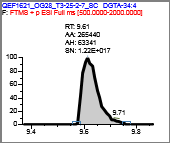 QEF1621_OG28_T3-25-2-7_SC DGTA-34:4
F: FTMS + p ESI Full ms [500.0000-2000.0000]
RT: 9.61
AA: 265440
AH: 63341
SN: 1.22E+017
100
80
60
40
20
0
9.71
9.4
9.6
9.8